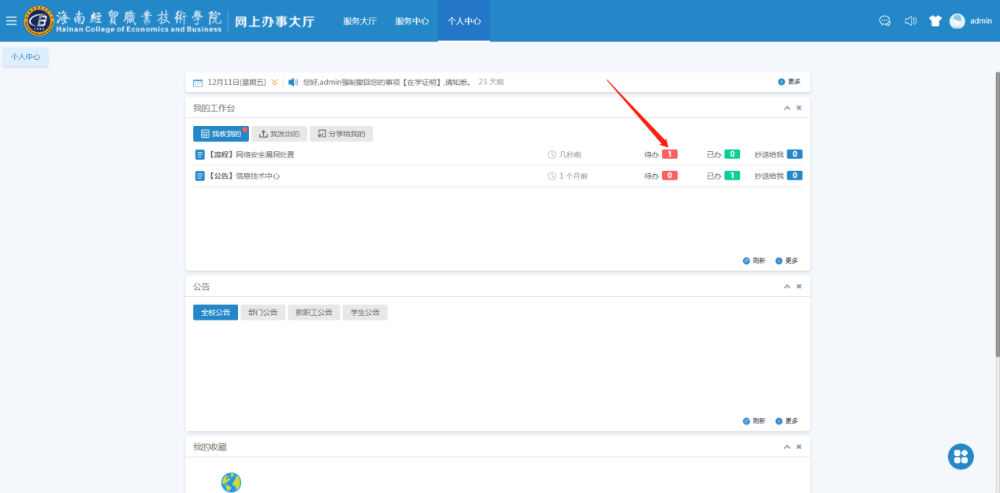 海南经贸職業技術學院
Hainan College of Economics and Business
网上办事大厅
服务大厅 服务中心 个人中心
admin
个人中心
12月11日(星期五) 您好,admin强制撤回您的事项【在学证明】,请知悉。 23 天前 更多
我的工作台
我收到的 我发出的 分享给我的
【流程】网络安全漏洞处置 几秒前 待办 1 已办 0 抄送给我 0
【公告】信息技术中心 1 个月前 待办 0 已办 1 抄送给我 0
刷新 更多
公告
全校公告 部门公告 教职工公告 学生公告
刷新 更多
我的收藏